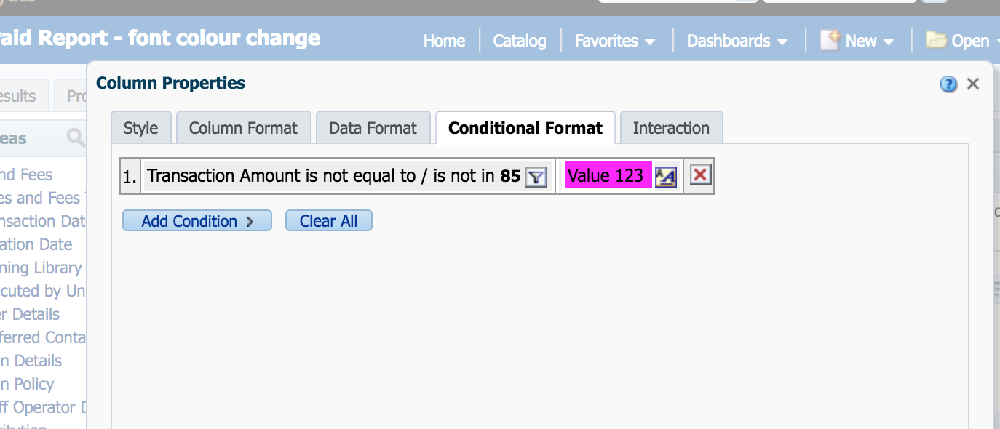 aid Report - font colour change
Home
Catalog
Favorites
Dashboards
New
Open
Column Properties
esults
Pro
Style
Column Format
Data Format
Conditional Format
Interaction
eas
1. Transaction Amount is not equal to / is not in 85
Value 123
Add Condition
Clear All
nd Fees
es and Fees
nsaction Dat
ation Date
ning Library
cuted by Un
er Details
ferred Conta
n Details
n Policy
ff Operator D